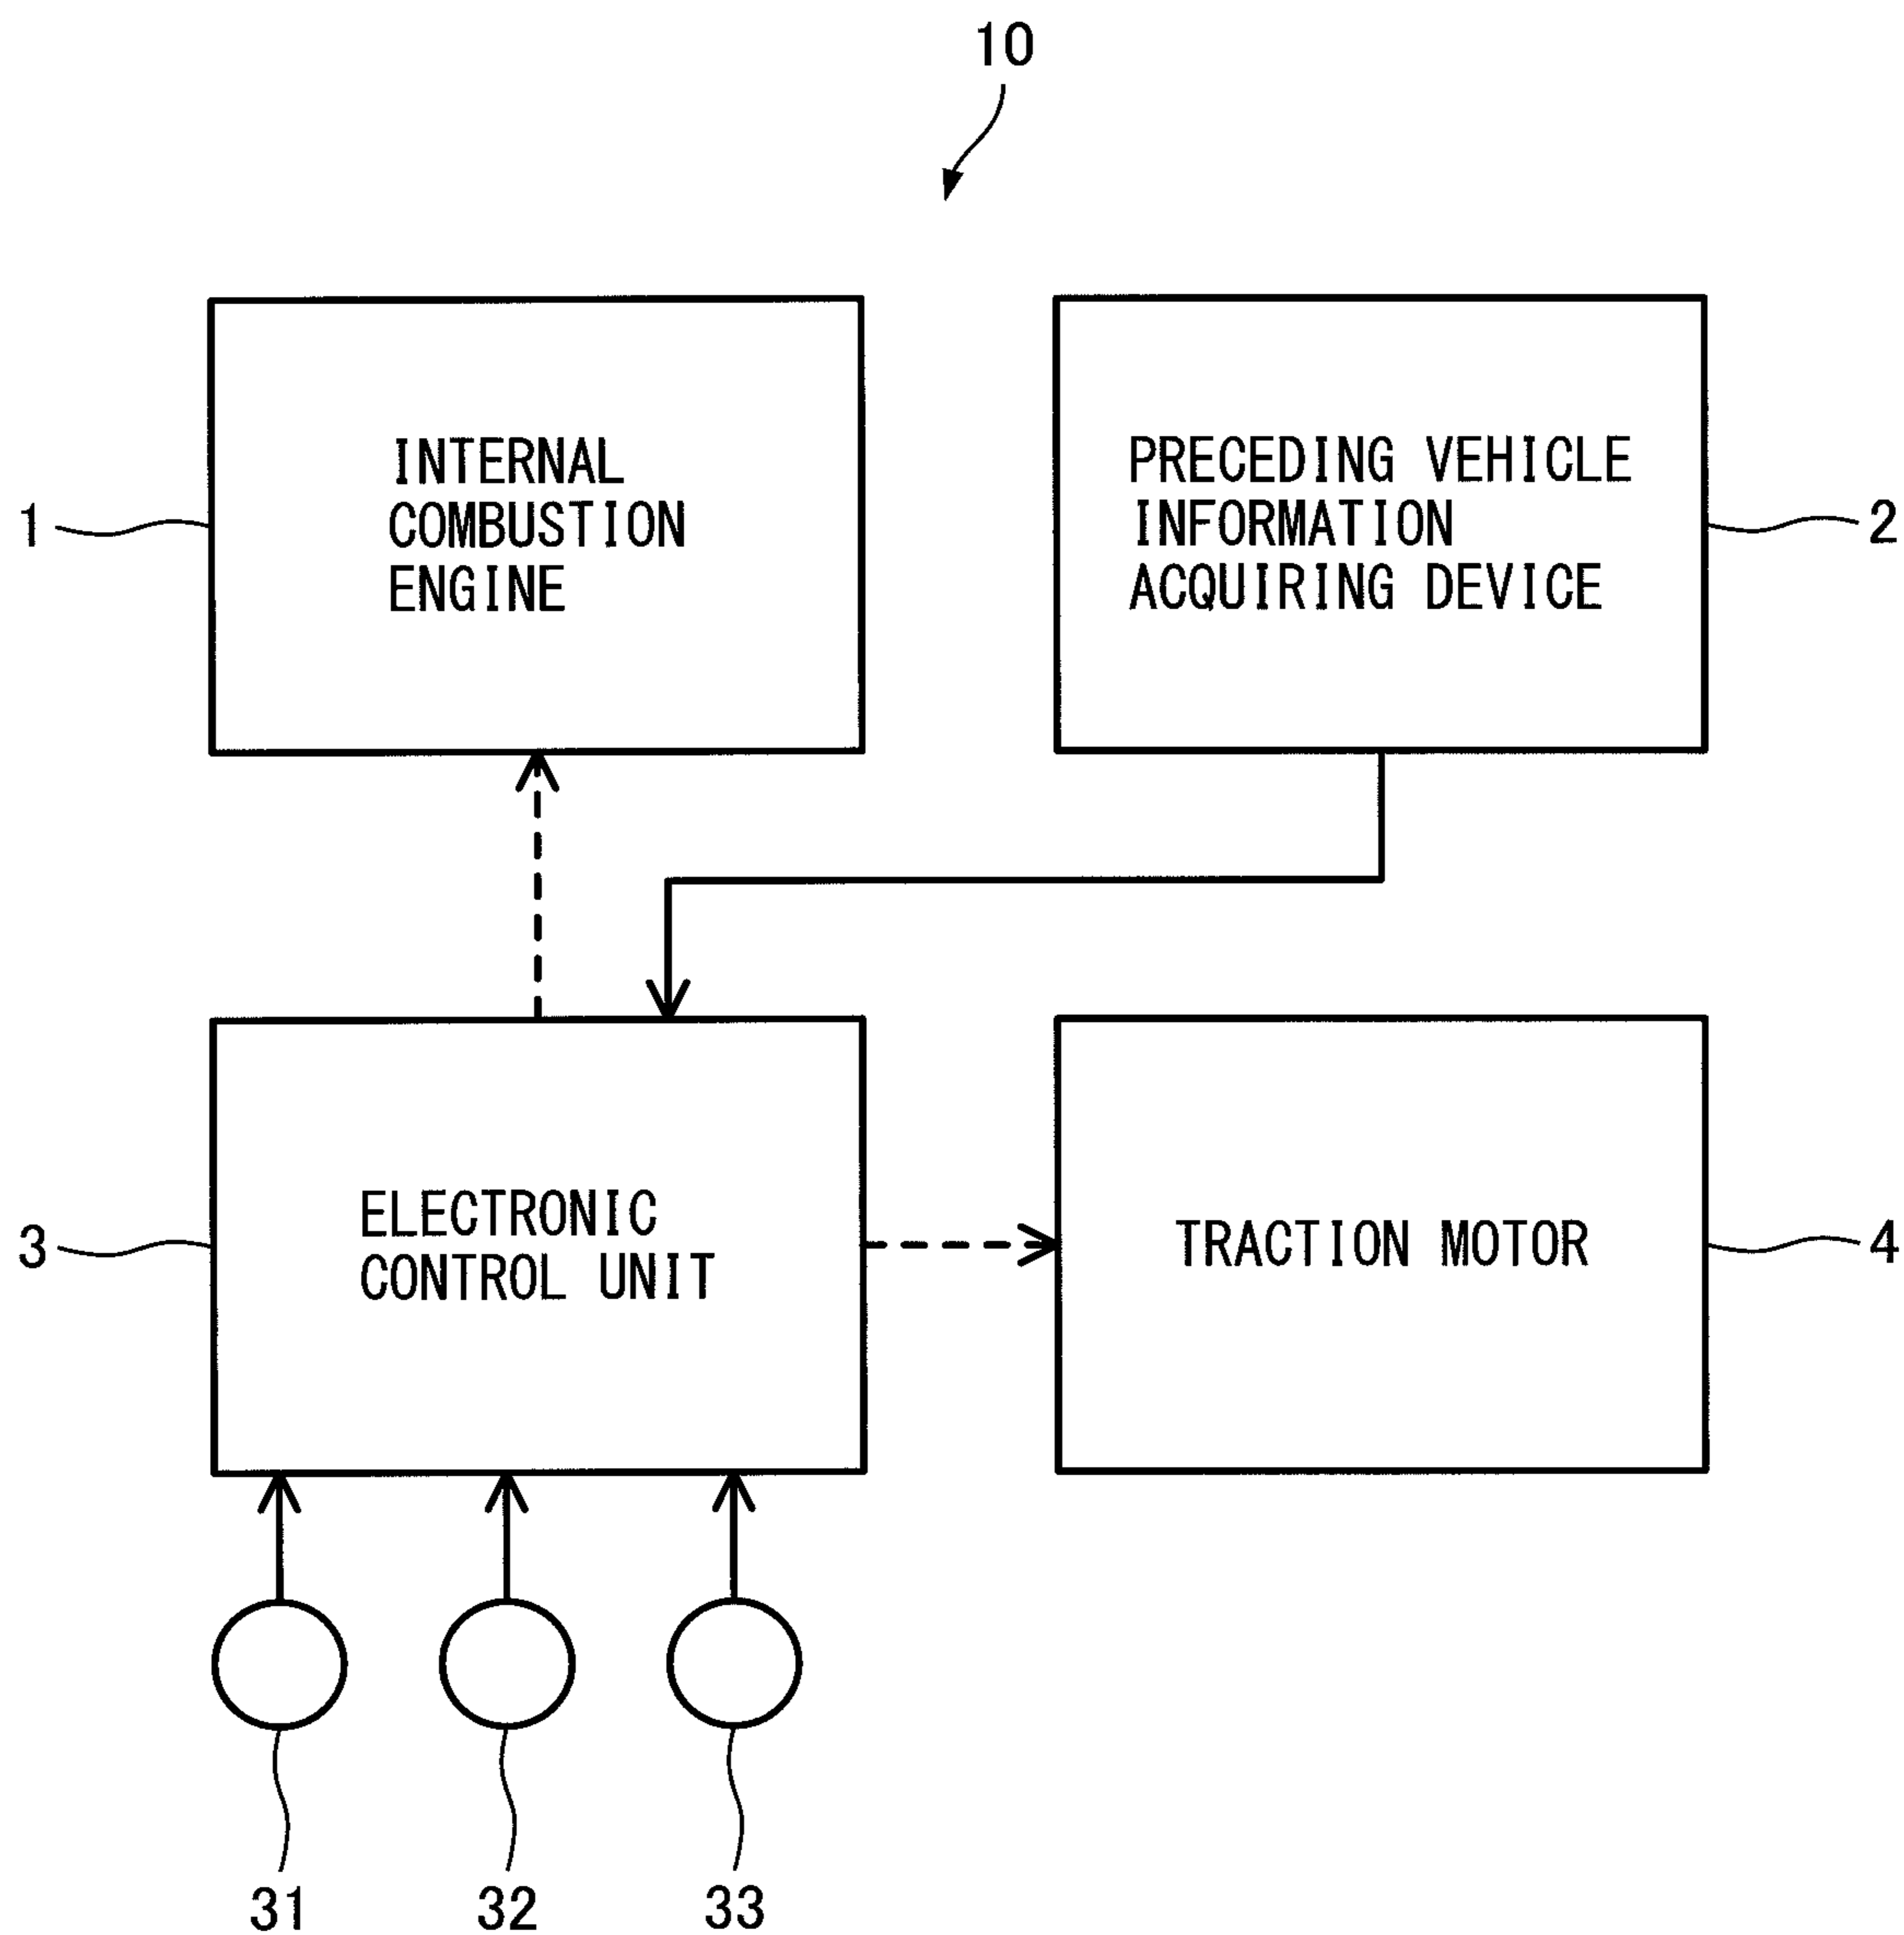 10
INTERNAL
COMBUSTION
ENGINE
1
PRECEDING VEHICLE
INFORMATION
ACQUIRING DEVICE
2
ELECTRONIC
CONTROL UNIT
3
TRACTION MOTOR
4
31
32
33